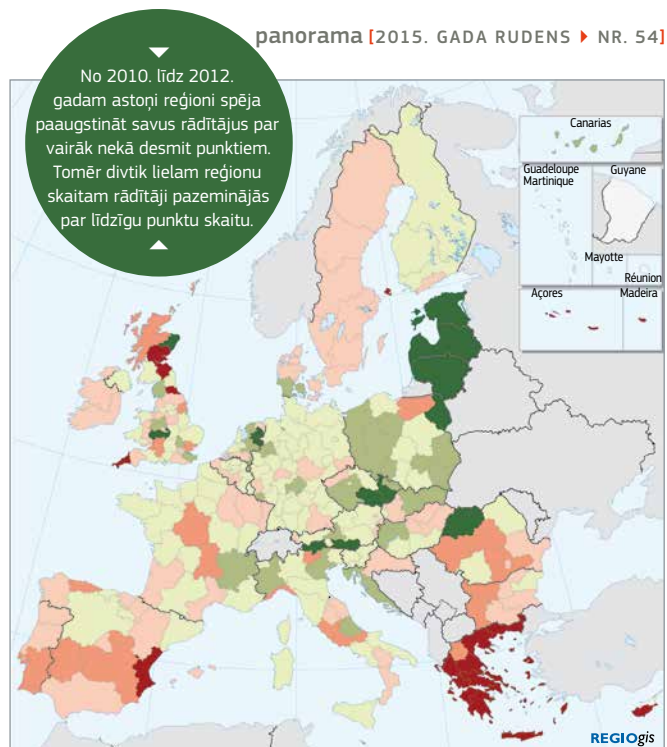 panorama [2015. GADA RUDENS ▸ NR. 54]
No 2010. līdz 2012.
gadam astoņi reģioni spēja
paaugstināt savus rādītājus par
vairāk nekā desmit punktiem.
Tomēr divtik lielam reģionu
skaitam rādītāji pazeminājās
par līdzīgu punktu skaitu.
Canarias
Guadeloupe
Martinique
Guyane
Mayotte
Réunion
Açores
Madeira
REGIOgis